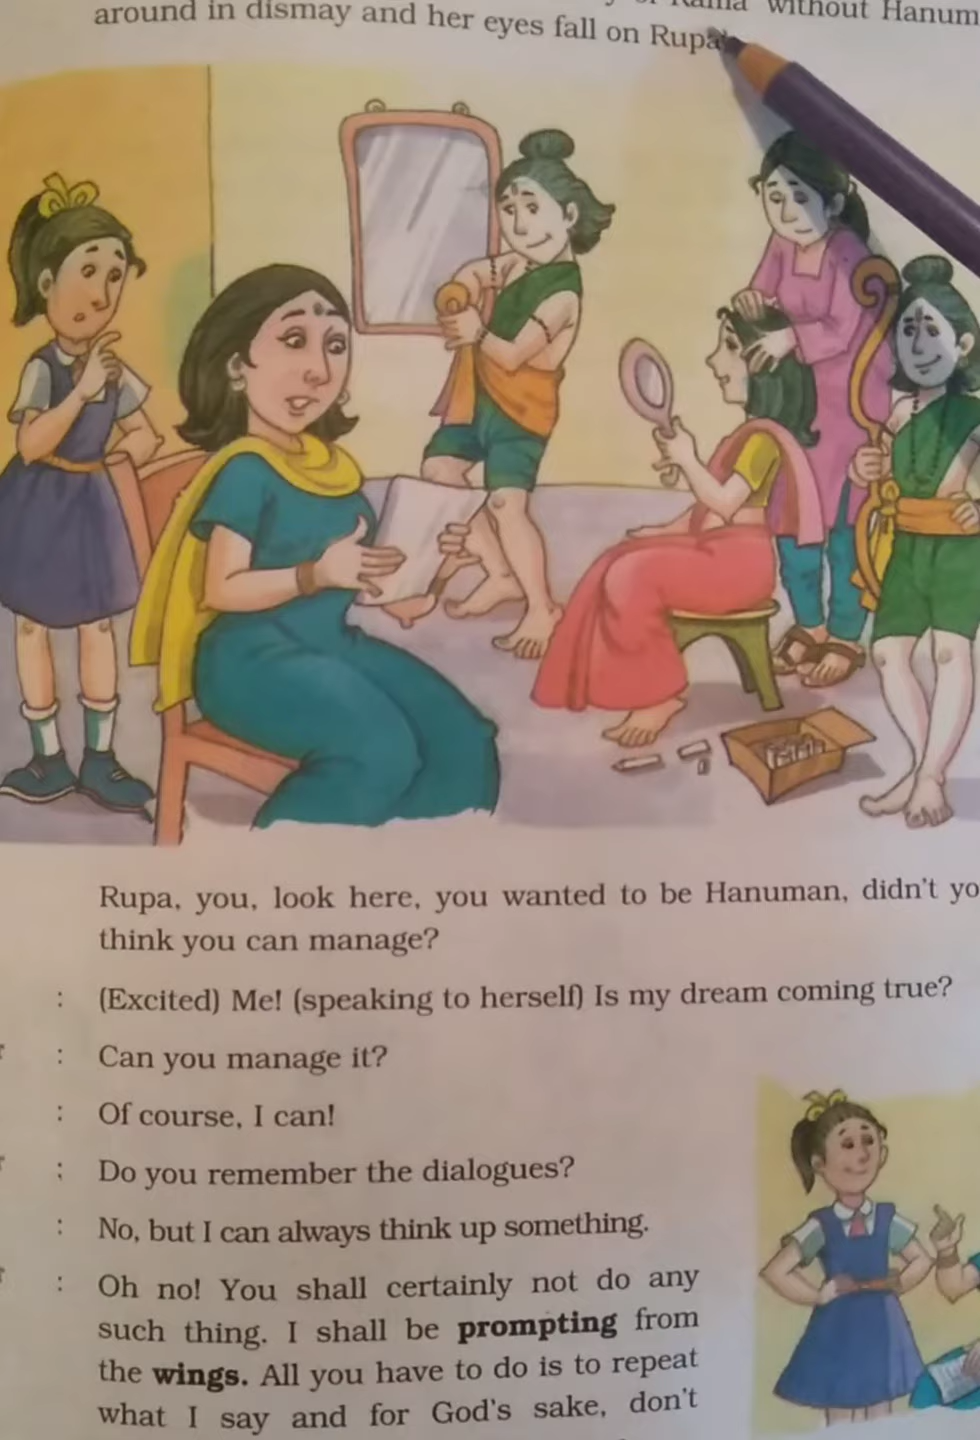 Rama without Hanum
around in dismay and her eyes fall on Rupa.
Rupa, you, look here, you wanted to be Hanuman, didn't yo
think you can manage?
: (Excited) Me! (speaking to herself) Is my dream coming true?
: Can you manage it?
: Of course, I can!
: Do you remember the dialogues?
: No, but I can always think up something.
: Oh no! You shall certainly not do any
such thing. I shall be prompting from
the wings. All you have to do is to repeat
what I say and for God's sake, don't